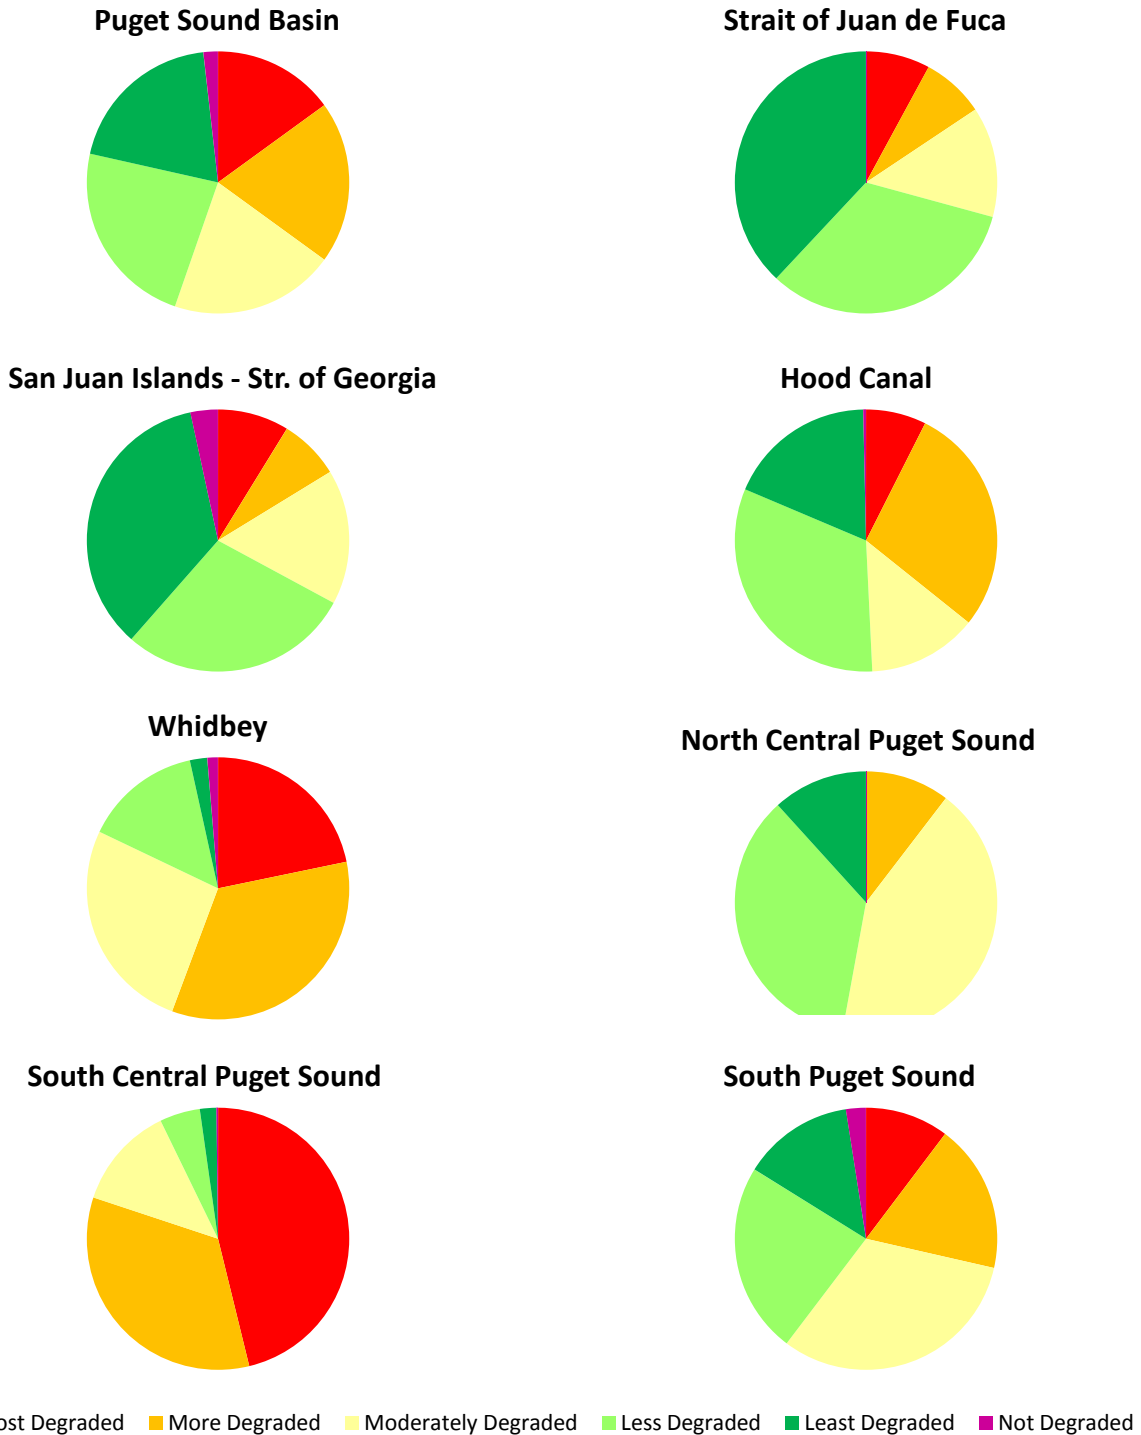 Puget Sound Basin
Strait of Juan de Fuca
San Juan Islands - Str. of Georgia
Hood Canal
Whidbey
North Central Puget Sound
South Central Puget Sound
South Puget Sound
ost Degraded More Degraded Moderately Degraded Less Degraded Least Degraded Not Degraded